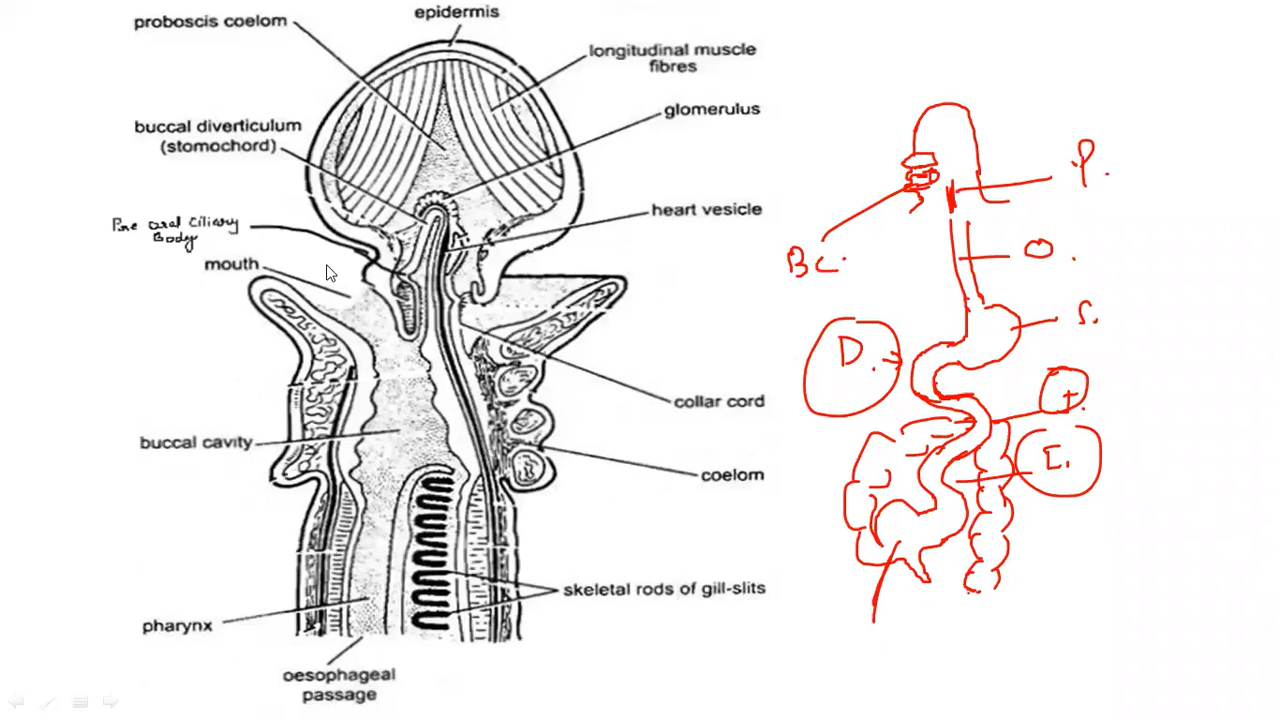 proboscis coelom
epidermis
longitudinal muscle
fibres
glomerulus
buccal diverticulum
(stomochord)
heart vesicle
Pre oral ciliary
Body
mouth
collar cord
buccal cavity
coelom
skeletal rods of gill-slits
pharynx
oesophageal
passage
P.
B C.
O.
S.
D.
I.